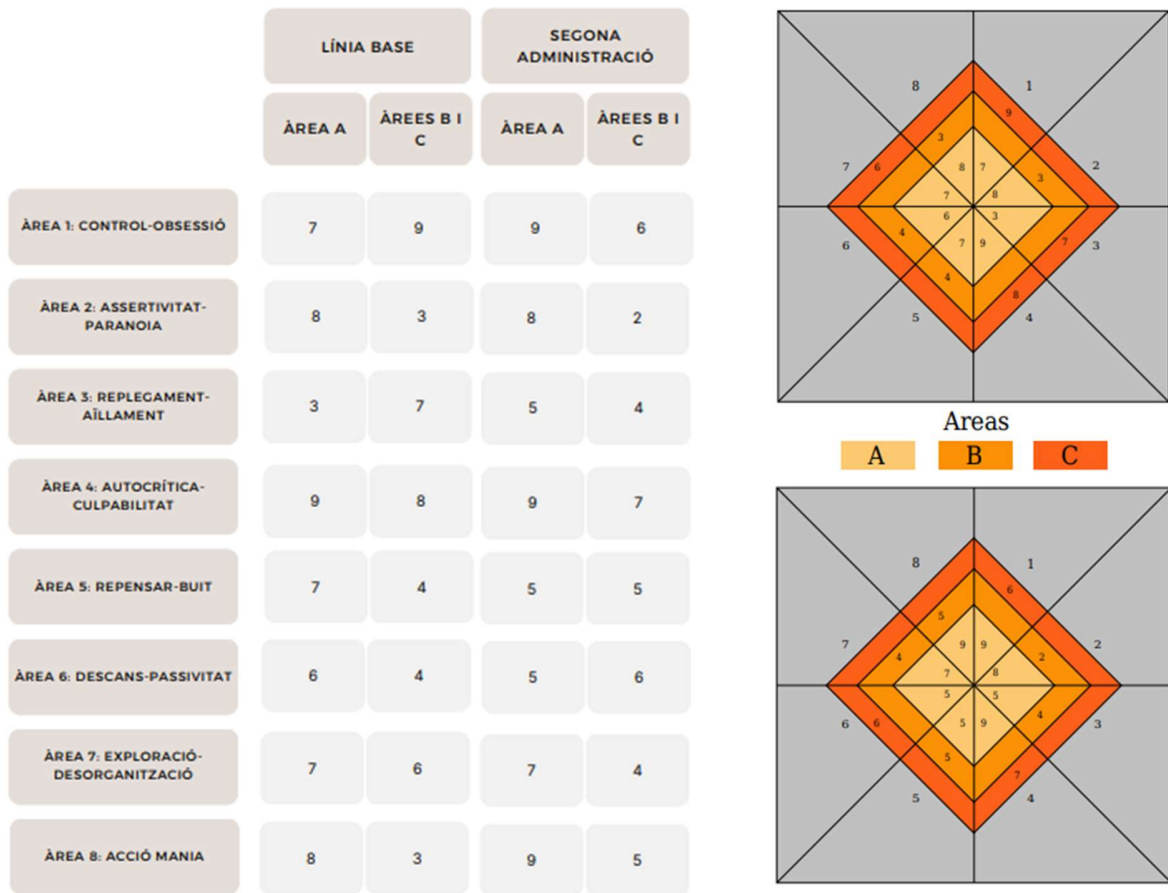 LÍNIA BASE
SEGONA
ADMINISTRACIÓ
ÀREA A
ÀREES B I
C
ÀREA A
ÀREES B I
C
ÀREA 1: CONTROL-OBSESSIÓ
7 9 9 6
ÀREA 2: ASSERTIVITAT-
PARANOIA
8 3 8 2
ÀREA 3: REPLEGAMENT-
AÏLLAMENT
3 7 5 4
ÀREA 4: AUTOCRÍTICA-
CULPABILITAT
9 8 9 7
ÀREA 5: REPENSAR-BUIT
7 4 5 5
ÀREA 6: DESCANS-PASSIVITAT
6 4 5 6
ÀREA 7: EXPLORACIÓ-
DESORGANITZACIÓ
7 6 7 4
ÀREA 8: ACCIÓ MANIA
8 3 9 5
8 1
9
3
7 6 8 7 3 2
7 8
6 3
6 4 7 9 7 3
4 8
5 4
Areas
A B C
8 1
6
5
7 4 9 9 2 2
7 8
5 5
6 6 5 9 4 3
5 7
5 4